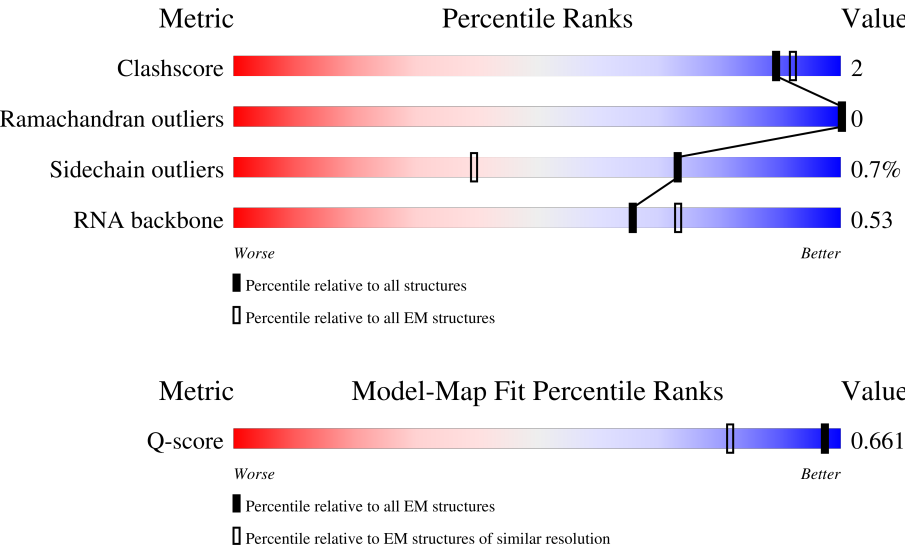 Metric Percentile Ranks Value
Clashscore 2
Ramachandran outliers 0
Sidechain outliers 0.7%
RNA backbone 0.53
Worse Better
Percentile relative to all structures
Percentile relative to all EM structures
Metric Model-Map Fit Percentile Ranks Value
Q-score 0.661
Worse Better
Percentile relative to all EM structures
Percentile relative to EM structures of similar resolution